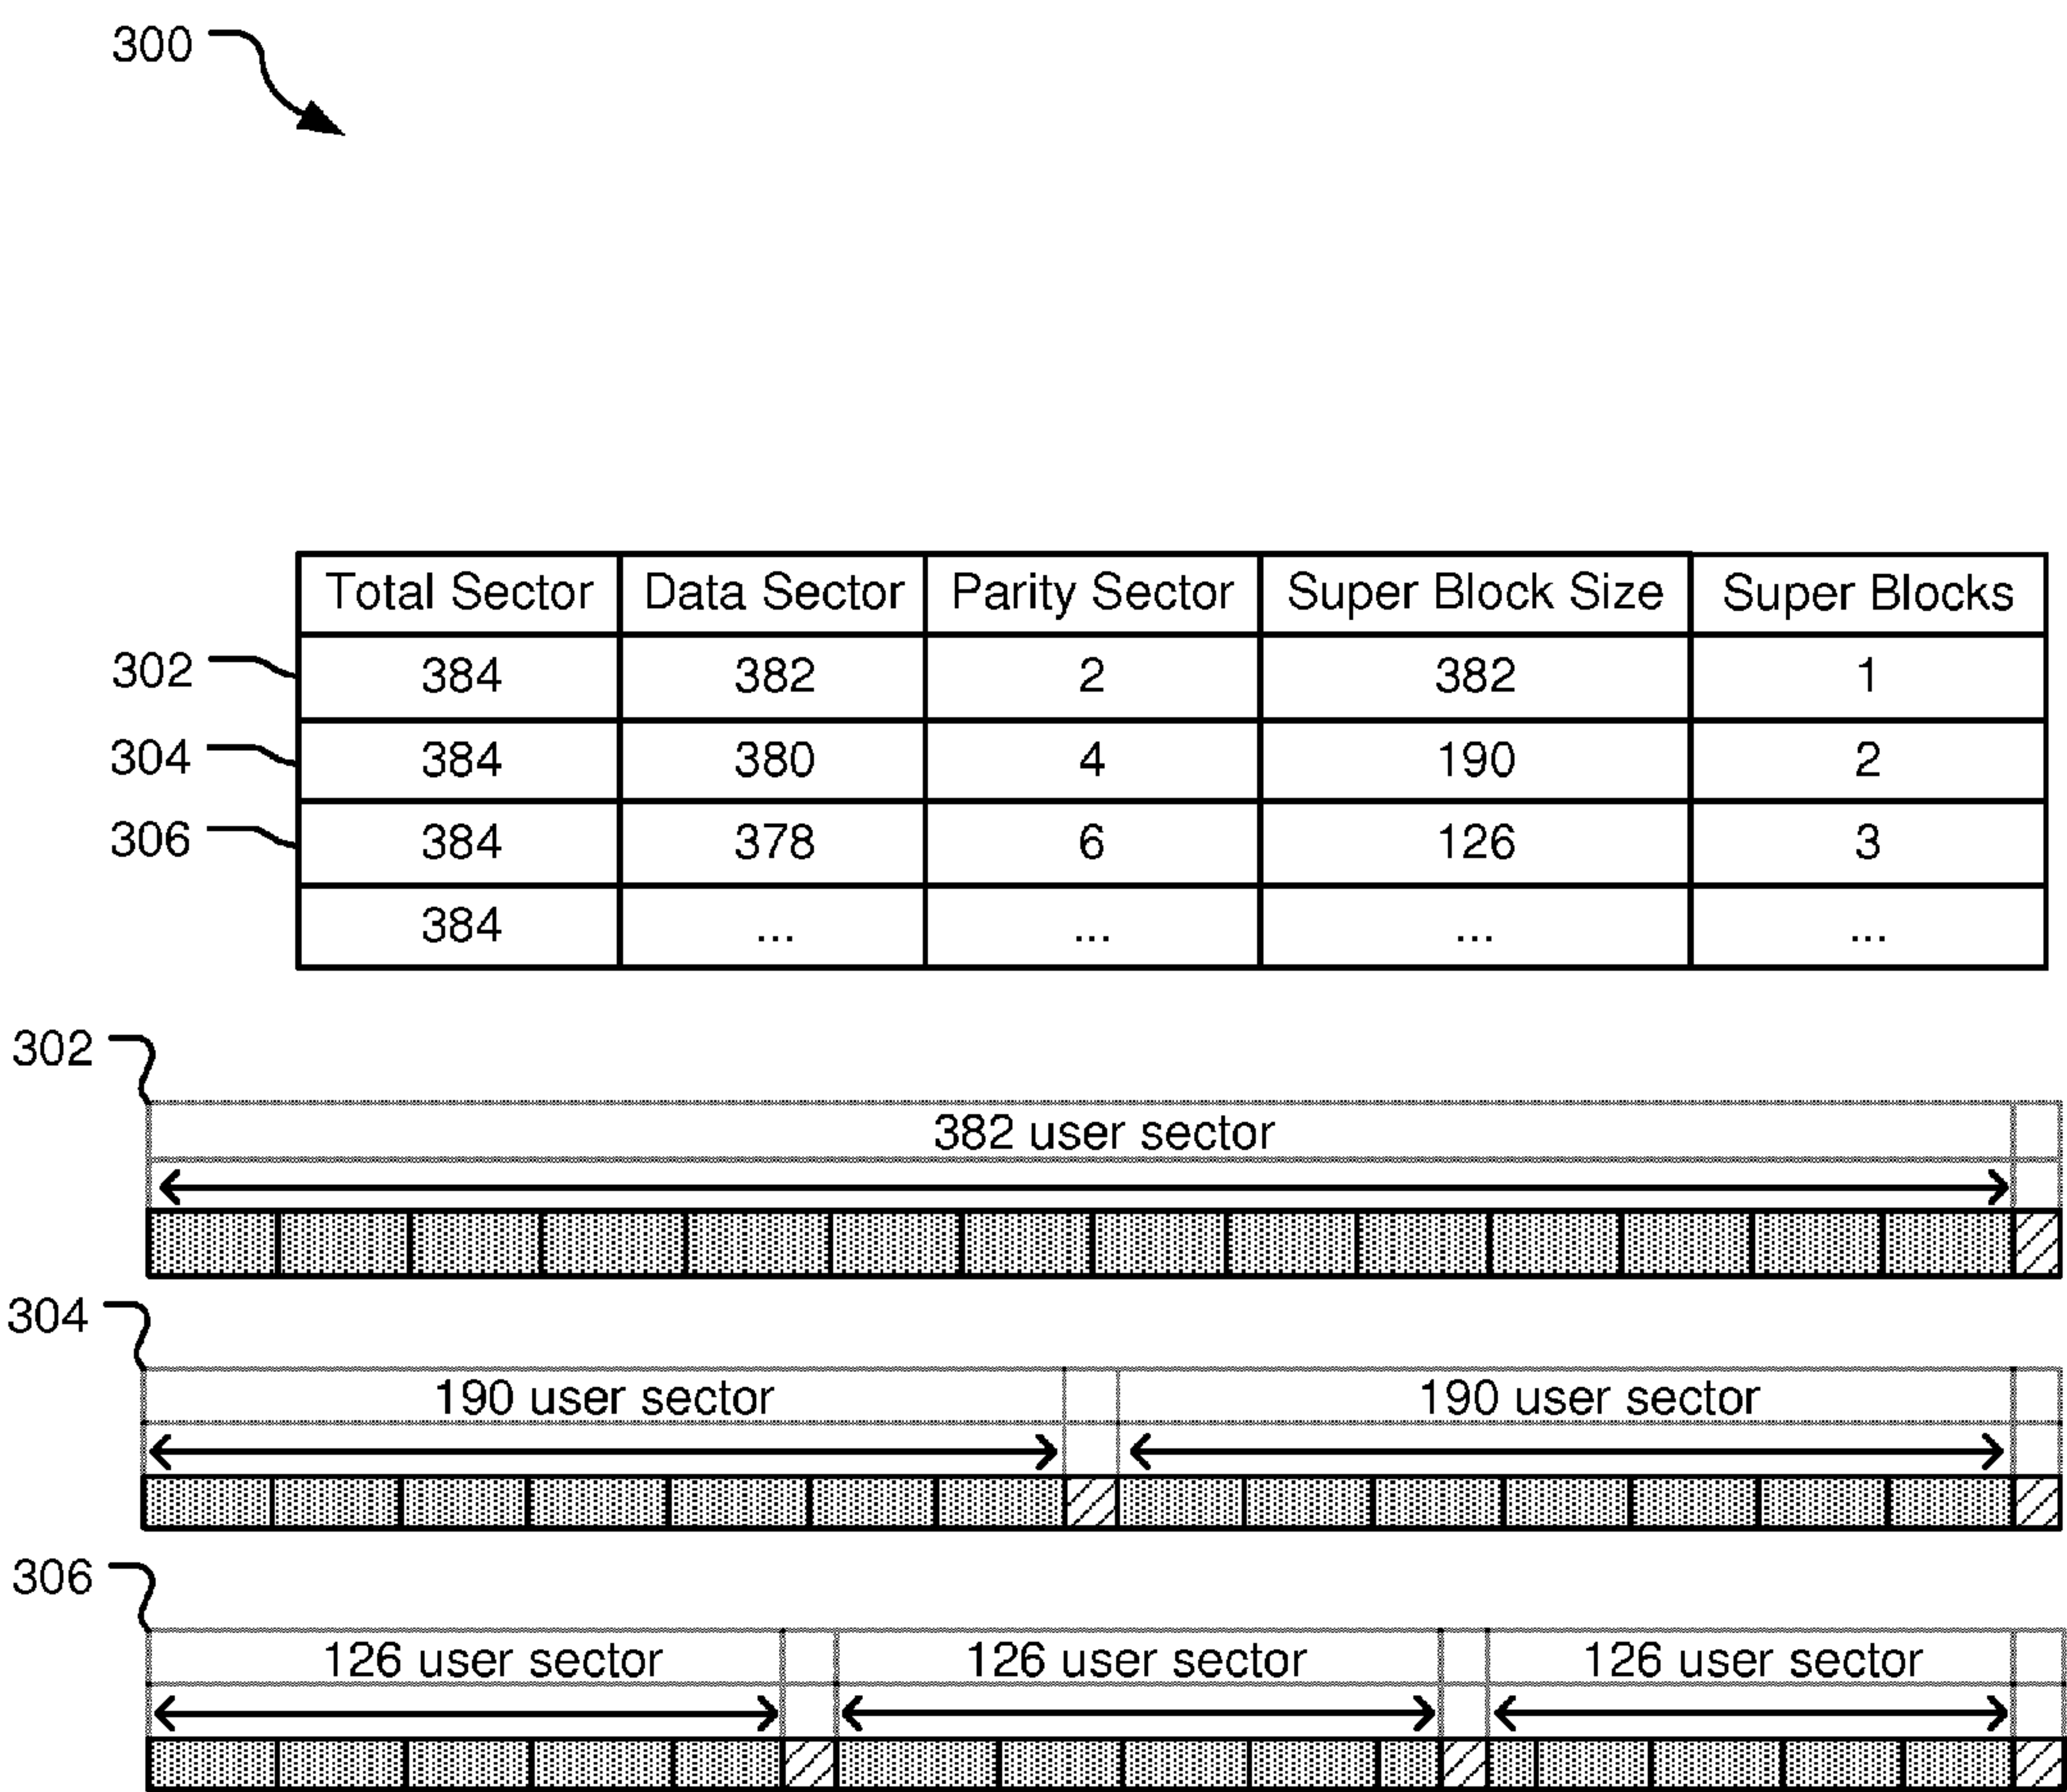 300
Total Sector Data Sector Parity Sector Super Block Size Super Blocks
302 384 382 2 382 1
304 384 380 4 190 2
306 384 378 6 126 3
384 ... ... ... ...
302
382 user sector
304
190 user sector 190 user sector
306
126 user sector 126 user sector 126 user sector